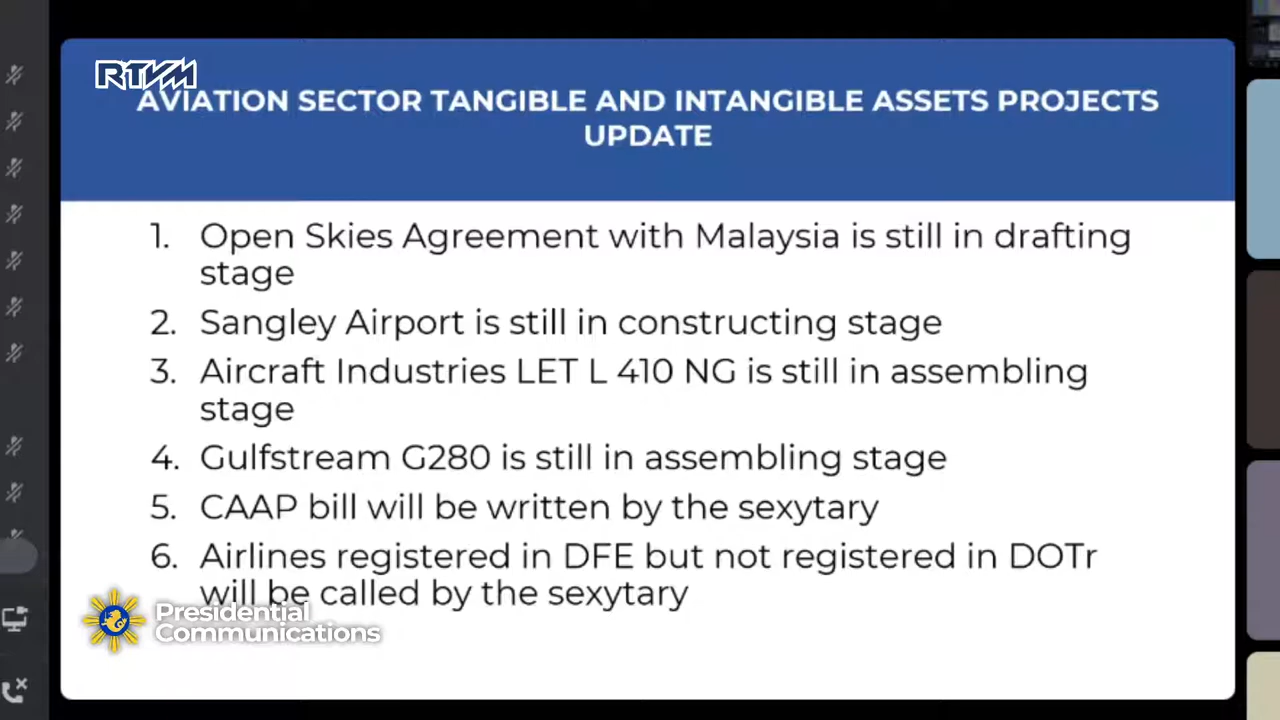 RTVM
AVIATION SECTOR TANGIBLE AND INTANGIBLE ASSETS PROJECTS
UPDATE
1. Open Skies Agreement with Malaysia is still in drafting
stage
2. Sangley Airport is still in constructing stage
3. Aircraft Industries LET L 410 NG is still in assembling
stage
4. Gulfstream G280 is still in assembling stage
5. CAAP bill will be written by the sexytary
6. Airlines registered in DFE but not registered in DOTr
will be called by the sexytary
Presidential
Communications